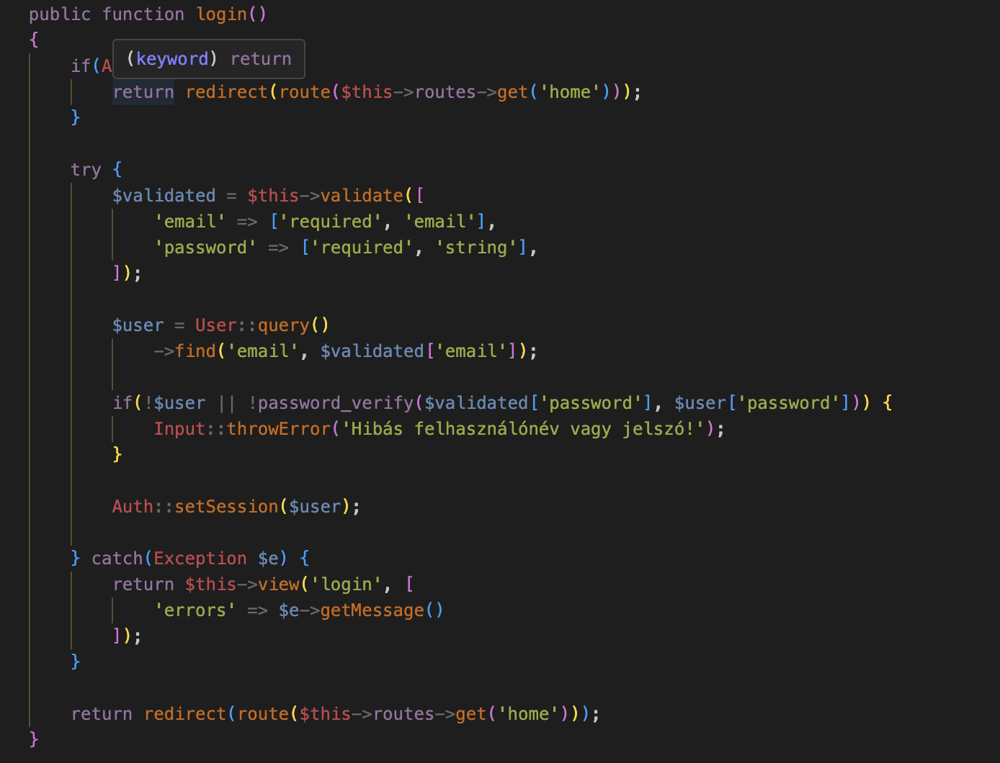 public function login()
{
(keyword) return
if(A
return redirect(route($this->routes->get('home')));
}
try {
$validated = $this->validate([
'email' => ['required', 'email'],
'password' => ['required', 'string'],
]);
$user = User::query()
->find('email', $validated['email']);
if(!$user || !password_verify($validated['password'], $user['password'])) {
Input::throwError('Hibás felhasználónév vagy jelszó!');
}
Auth::setSession($user);
} catch(Exception $e) {
return $this->view('login', [
'errors' => $e->getMessage()
]);
}
return redirect(route($this->routes->get('home')));
}